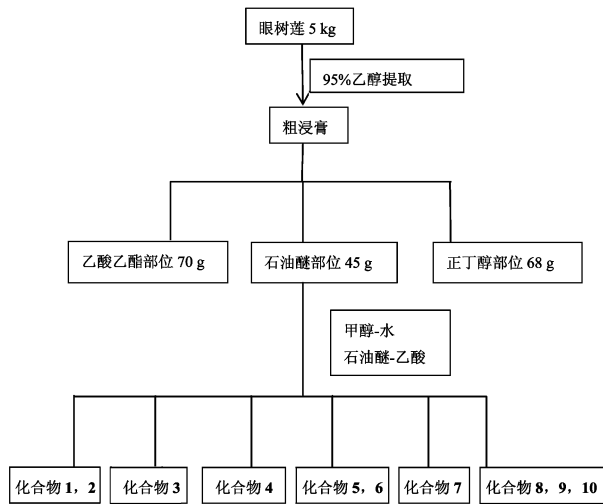 眼树莲 5 kg
95%乙醇提取
粗浸膏
乙酸乙酯部位 70 g
石油醚部位 45 g
正丁醇部位 68 g
甲醇-水
石油醚-乙酸
化合物 1，2
化合物 3
化合物 4
化合物 5，6
化合物 7
化合物 8，9，10